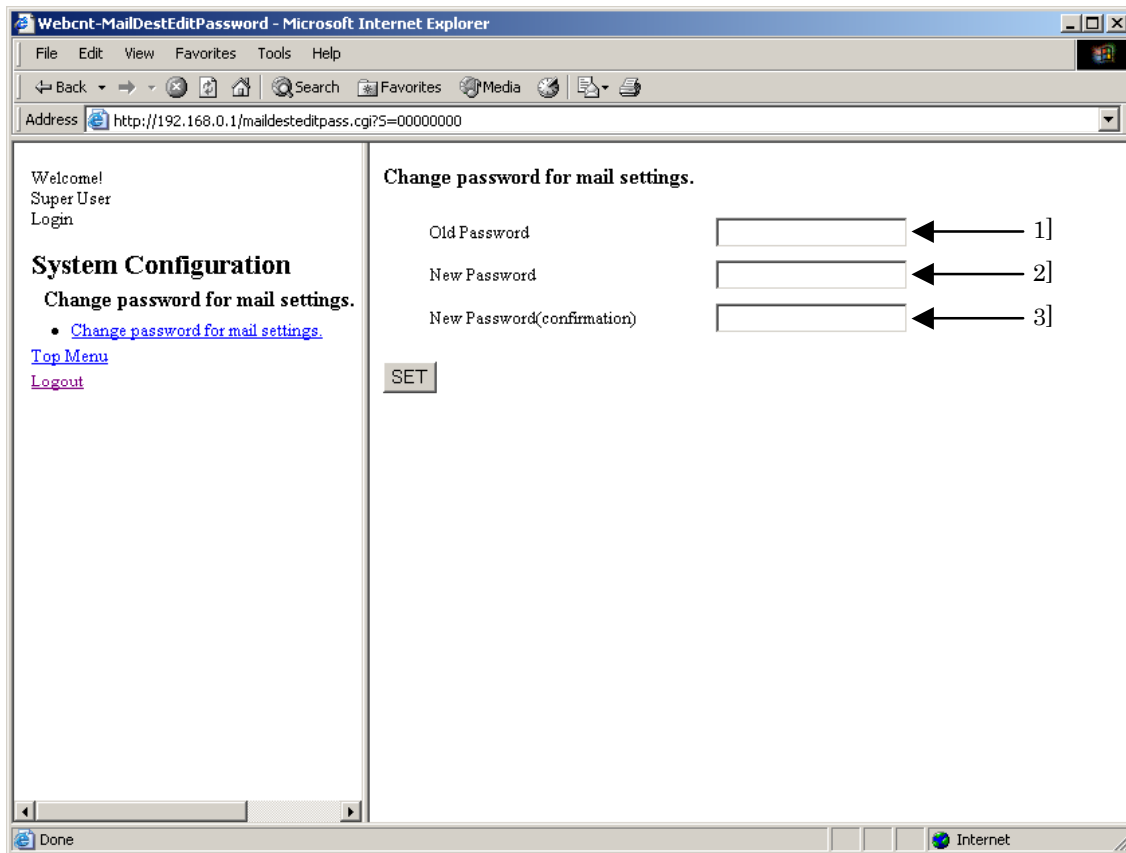 Webcnt-MailDestEditPassword - Microsoft Internet Explorer
File Edit View Favorites Tools Help
Back Search Favorites Media
Address http://192.168.0.1/maildesteditpass.cgi?S=00000000
Welcome!
Super User
Login
System Configuration
Change password for mail settings.
Change password for mail settings.
Top Menu
Logout
Change password for mail settings.
Old Password 1]
New Password 2]
New Password(confirmation) 3]
SET
Done Internet